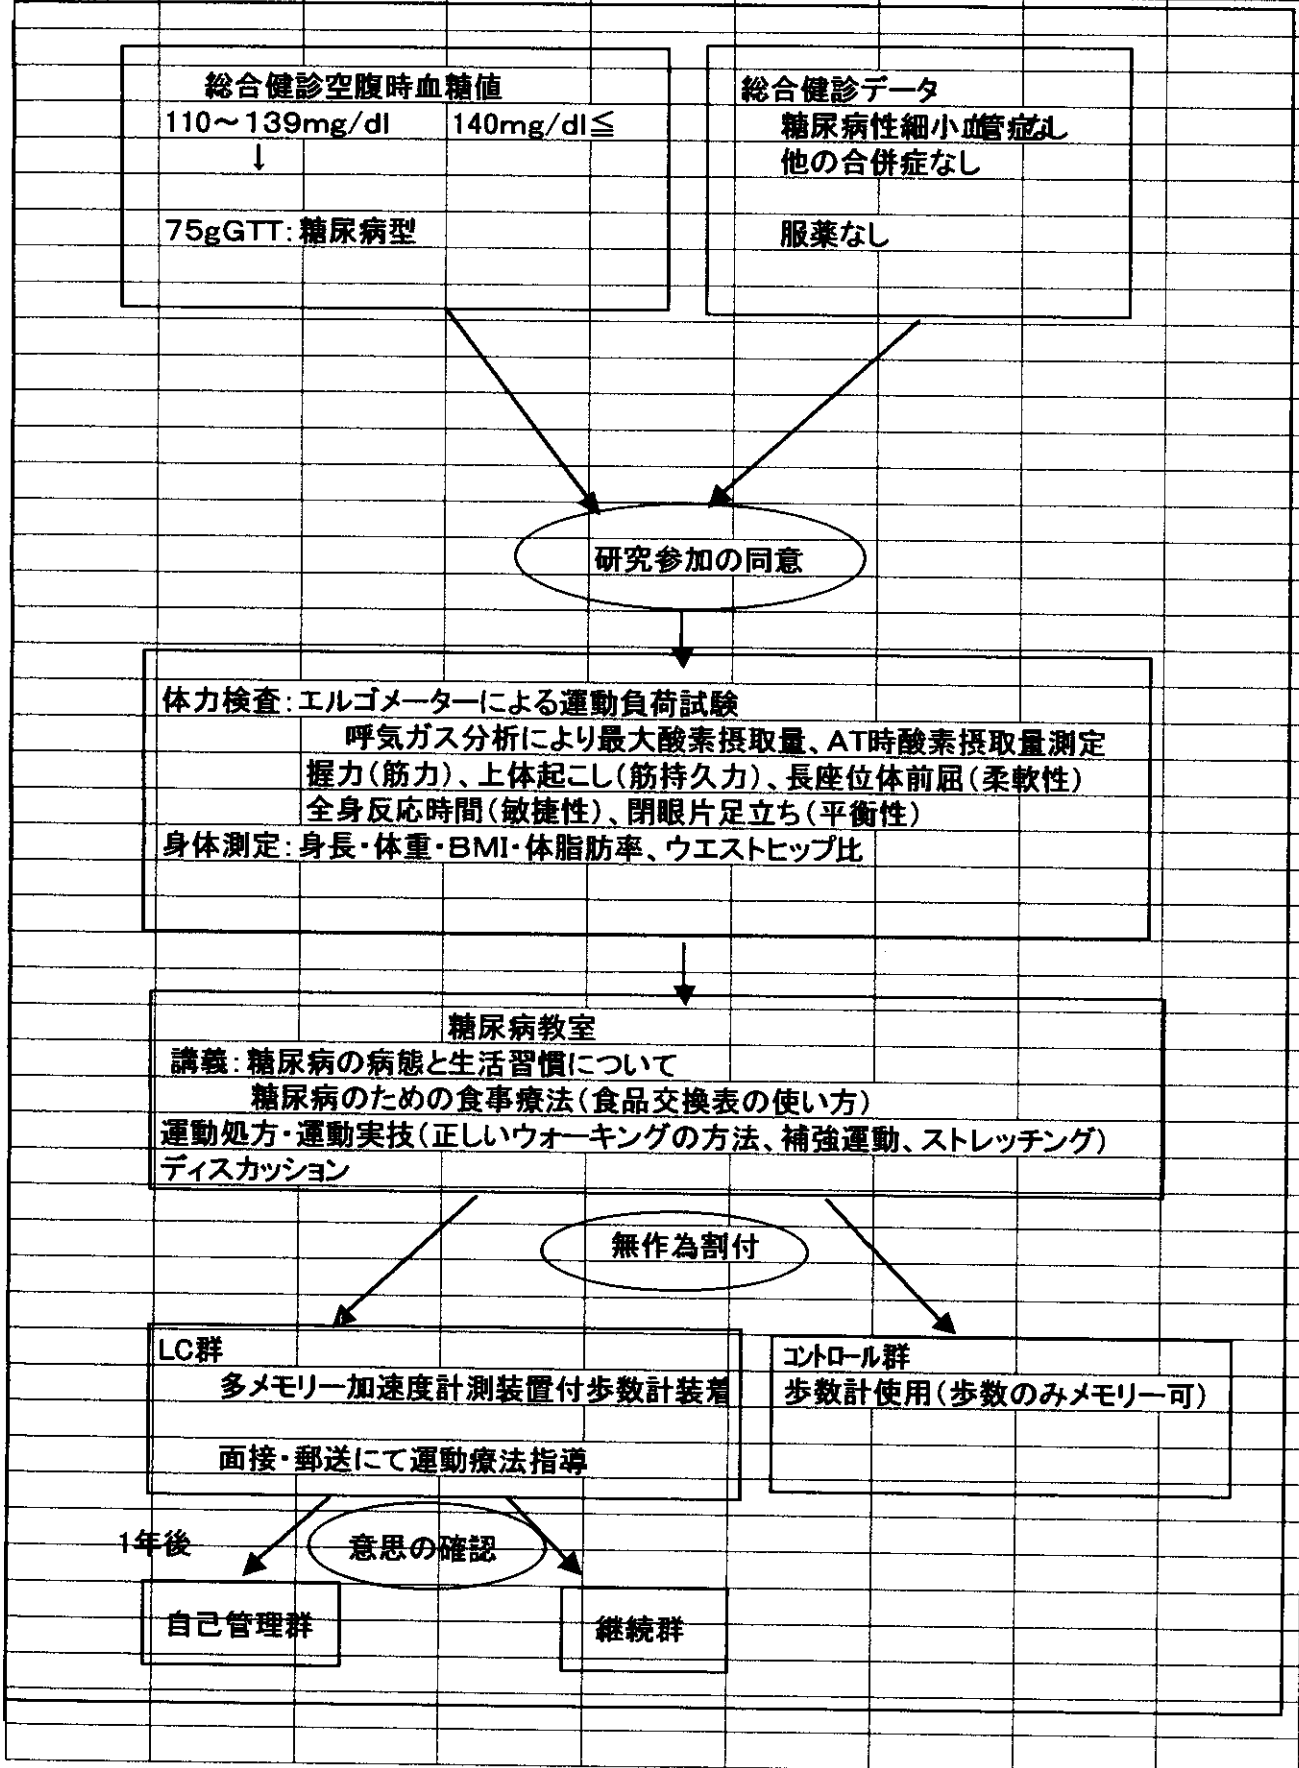 総合健診空腹時血糖値
110～139mg/dl 140mg/dl≦
↓
75gGTT:糖尿病型
総合健診データ
糖尿病性細小血管症なし
他の合併症なし
服薬なし
研究参加の同意
体力検査:エルゴメーターによる運動負荷試験
呼気ガス分析により最大酸素摂取量、AT時酸素摂取量測定
握力(筋力)、上体起こし(筋持久力)、長座位体前屈(柔軟性)
全身反応時間(敏捷性)、閉眼片足立ち(平衡性)
身体測定:身長・体重・BMI・体脂肪率、ウエストヒップ比
糖尿病教室
講義:糖尿病の病態と生活習慣について
糖尿病のための食事療法(食品交換表の使い方)
運動処方・運動実技(正しいウォーキングの方法、補強運動、ストレッチング)
ディスカッション
無作為割付
LC群
多メモリー加速度計測装置付歩数計装着
面接・郵送にて運動療法指導
コントロール群
歩数計使用(歩数のみメモリー可)
1年後
意思の確認
自己管理群
継続群